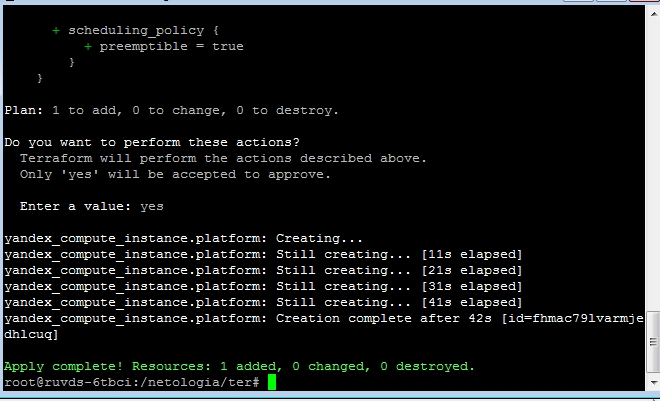 + scheduling_policy {
+ preemptible = true
}
}
Plan: 1 to add, 0 to change, 0 to destroy.
Do you want to perform these actions?
Terraform will perform the actions described above.
Only 'yes' will be accepted to approve.
Enter a value: yes
yandex_compute_instance.platform: Creating...
yandex_compute_instance.platform: Still creating... [11s elapsed]
yandex_compute_instance.platform: Still creating... [21s elapsed]
yandex_compute_instance.platform: Still creating... [31s elapsed]
yandex_compute_instance.platform: Still creating... [41s elapsed]
yandex_compute_instance.platform: Creation complete after 42s [id=fhmac79lvarmje
dhlcuq]
Apply complete! Resources: 1 added, 0 changed, 0 destroyed.
root@ruvds-6tbci:/netologia/ter#